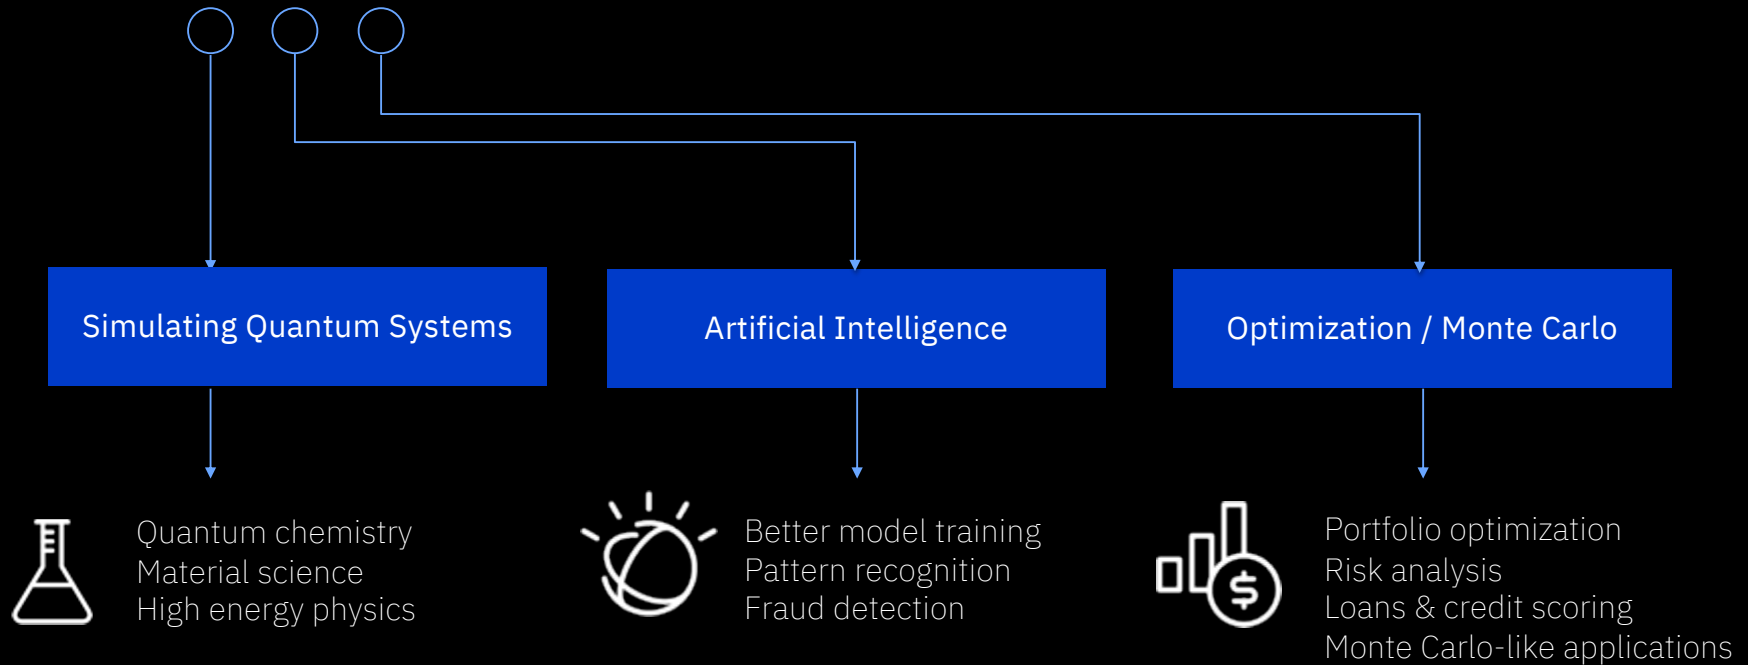 Simulating Quantum Systems
Artificial Intelligence
Optimization / Monte Carlo
Quantum chemistry
Material science
High energy physics
Better model training
Pattern recognition
Fraud detection
Portfolio optimization
Risk analysis
Loans & credit scoring
Monte Carlo-like applications
$